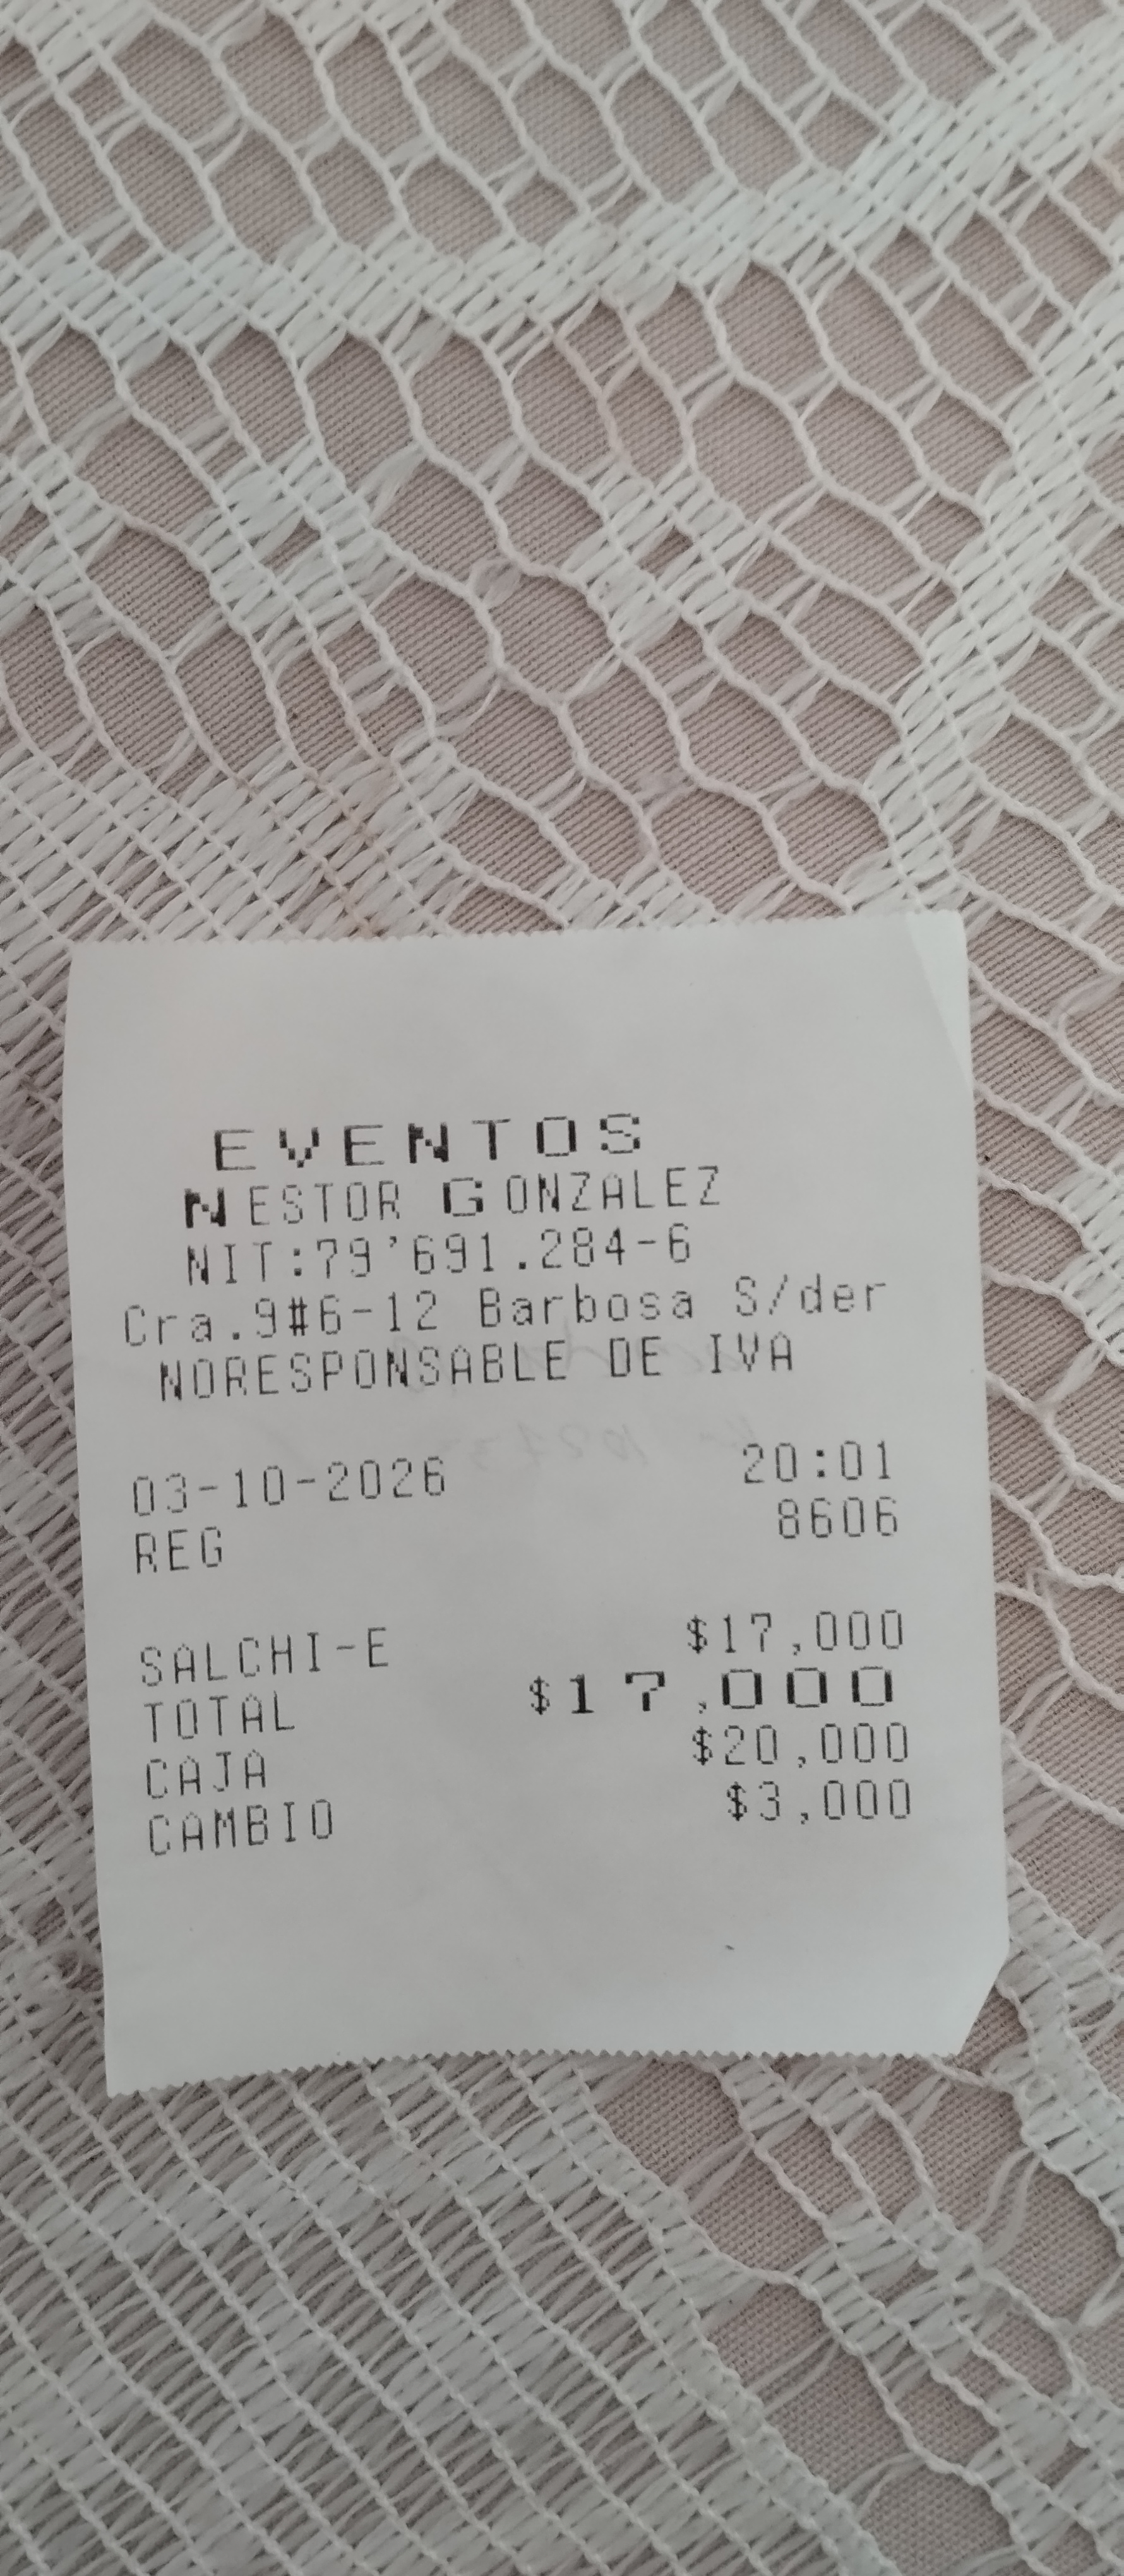 EVENTOS
NESTOR GONZALEZ
NIT:79'691.284-6
Cra.9#6-12 Barbosa S/der
NORESPONSABLE DE IVA
03-10-2026 20:01
REG 8606
SALCHI-E $17,000
TOTAL $17,000
CAJA $20,000
CAMBIO $3,000